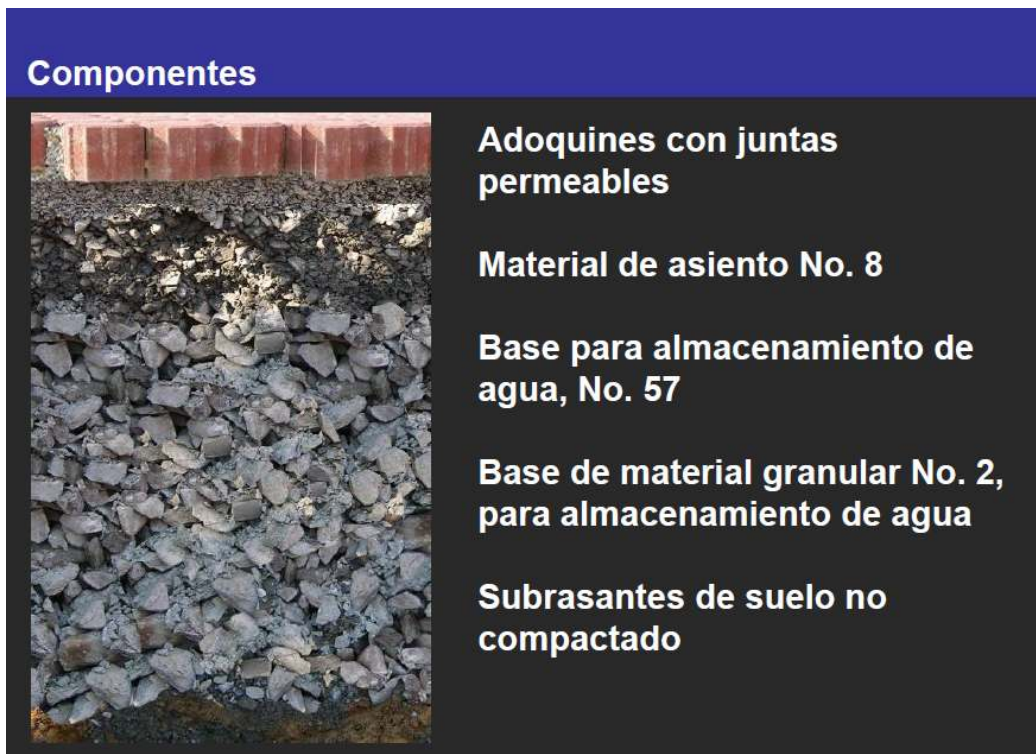 Componentes
Adoquines con juntas
permeables
Material de asiento No. 8
Base para almacenamiento de
agua, No. 57
Base de material granular No. 2,
para almacenamiento de agua
Subrasantes de suelo no
compactado